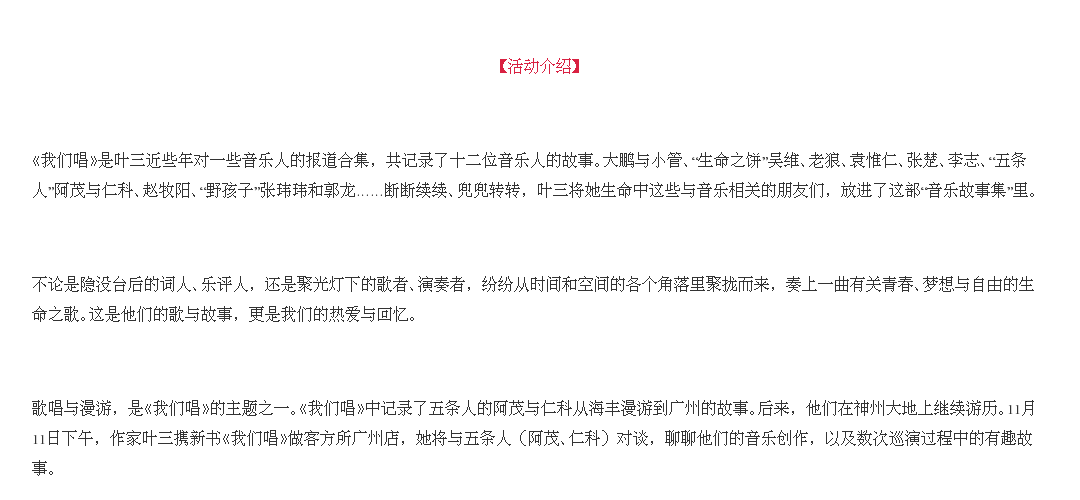 【活动介绍】
《我们唱》是叶三近些年对一些音乐人的报道合集，共记录了十二位音乐人的故事。大鹏与小管、“生命之饼”吴维、老狼、袁惟仁、张楚、李志、“五条
人”阿茂与仁科、赵牧阳、“野孩子”张玮玮和郭龙……断断续续、兜兜转转，叶三将她生命中这些与音乐相关的朋友们，放进了这部“音乐故事集”里。
不论是隐没台后的词人、乐评人，还是聚光灯下的歌者、演奏者，纷纷从时间和空间的各个角落里聚拢而来，奏上一曲有关青春、梦想与自由的生
命之歌。这是他们的歌与故事，更是我们的热爱与回忆。
歌唱与漫游，是《我们唱》的主题之一。《我们唱》中记录了五条人的阿茂与仁科从海丰漫游到广州的故事。后来，他们在神州大地上继续游历。11月
11日下午，作家叶三携新书《我们唱》做客方所广州店，她将与五条人（阿茂、仁科）对谈，聊聊他们的音乐创作，以及数次巡演过程中的有趣故
事。